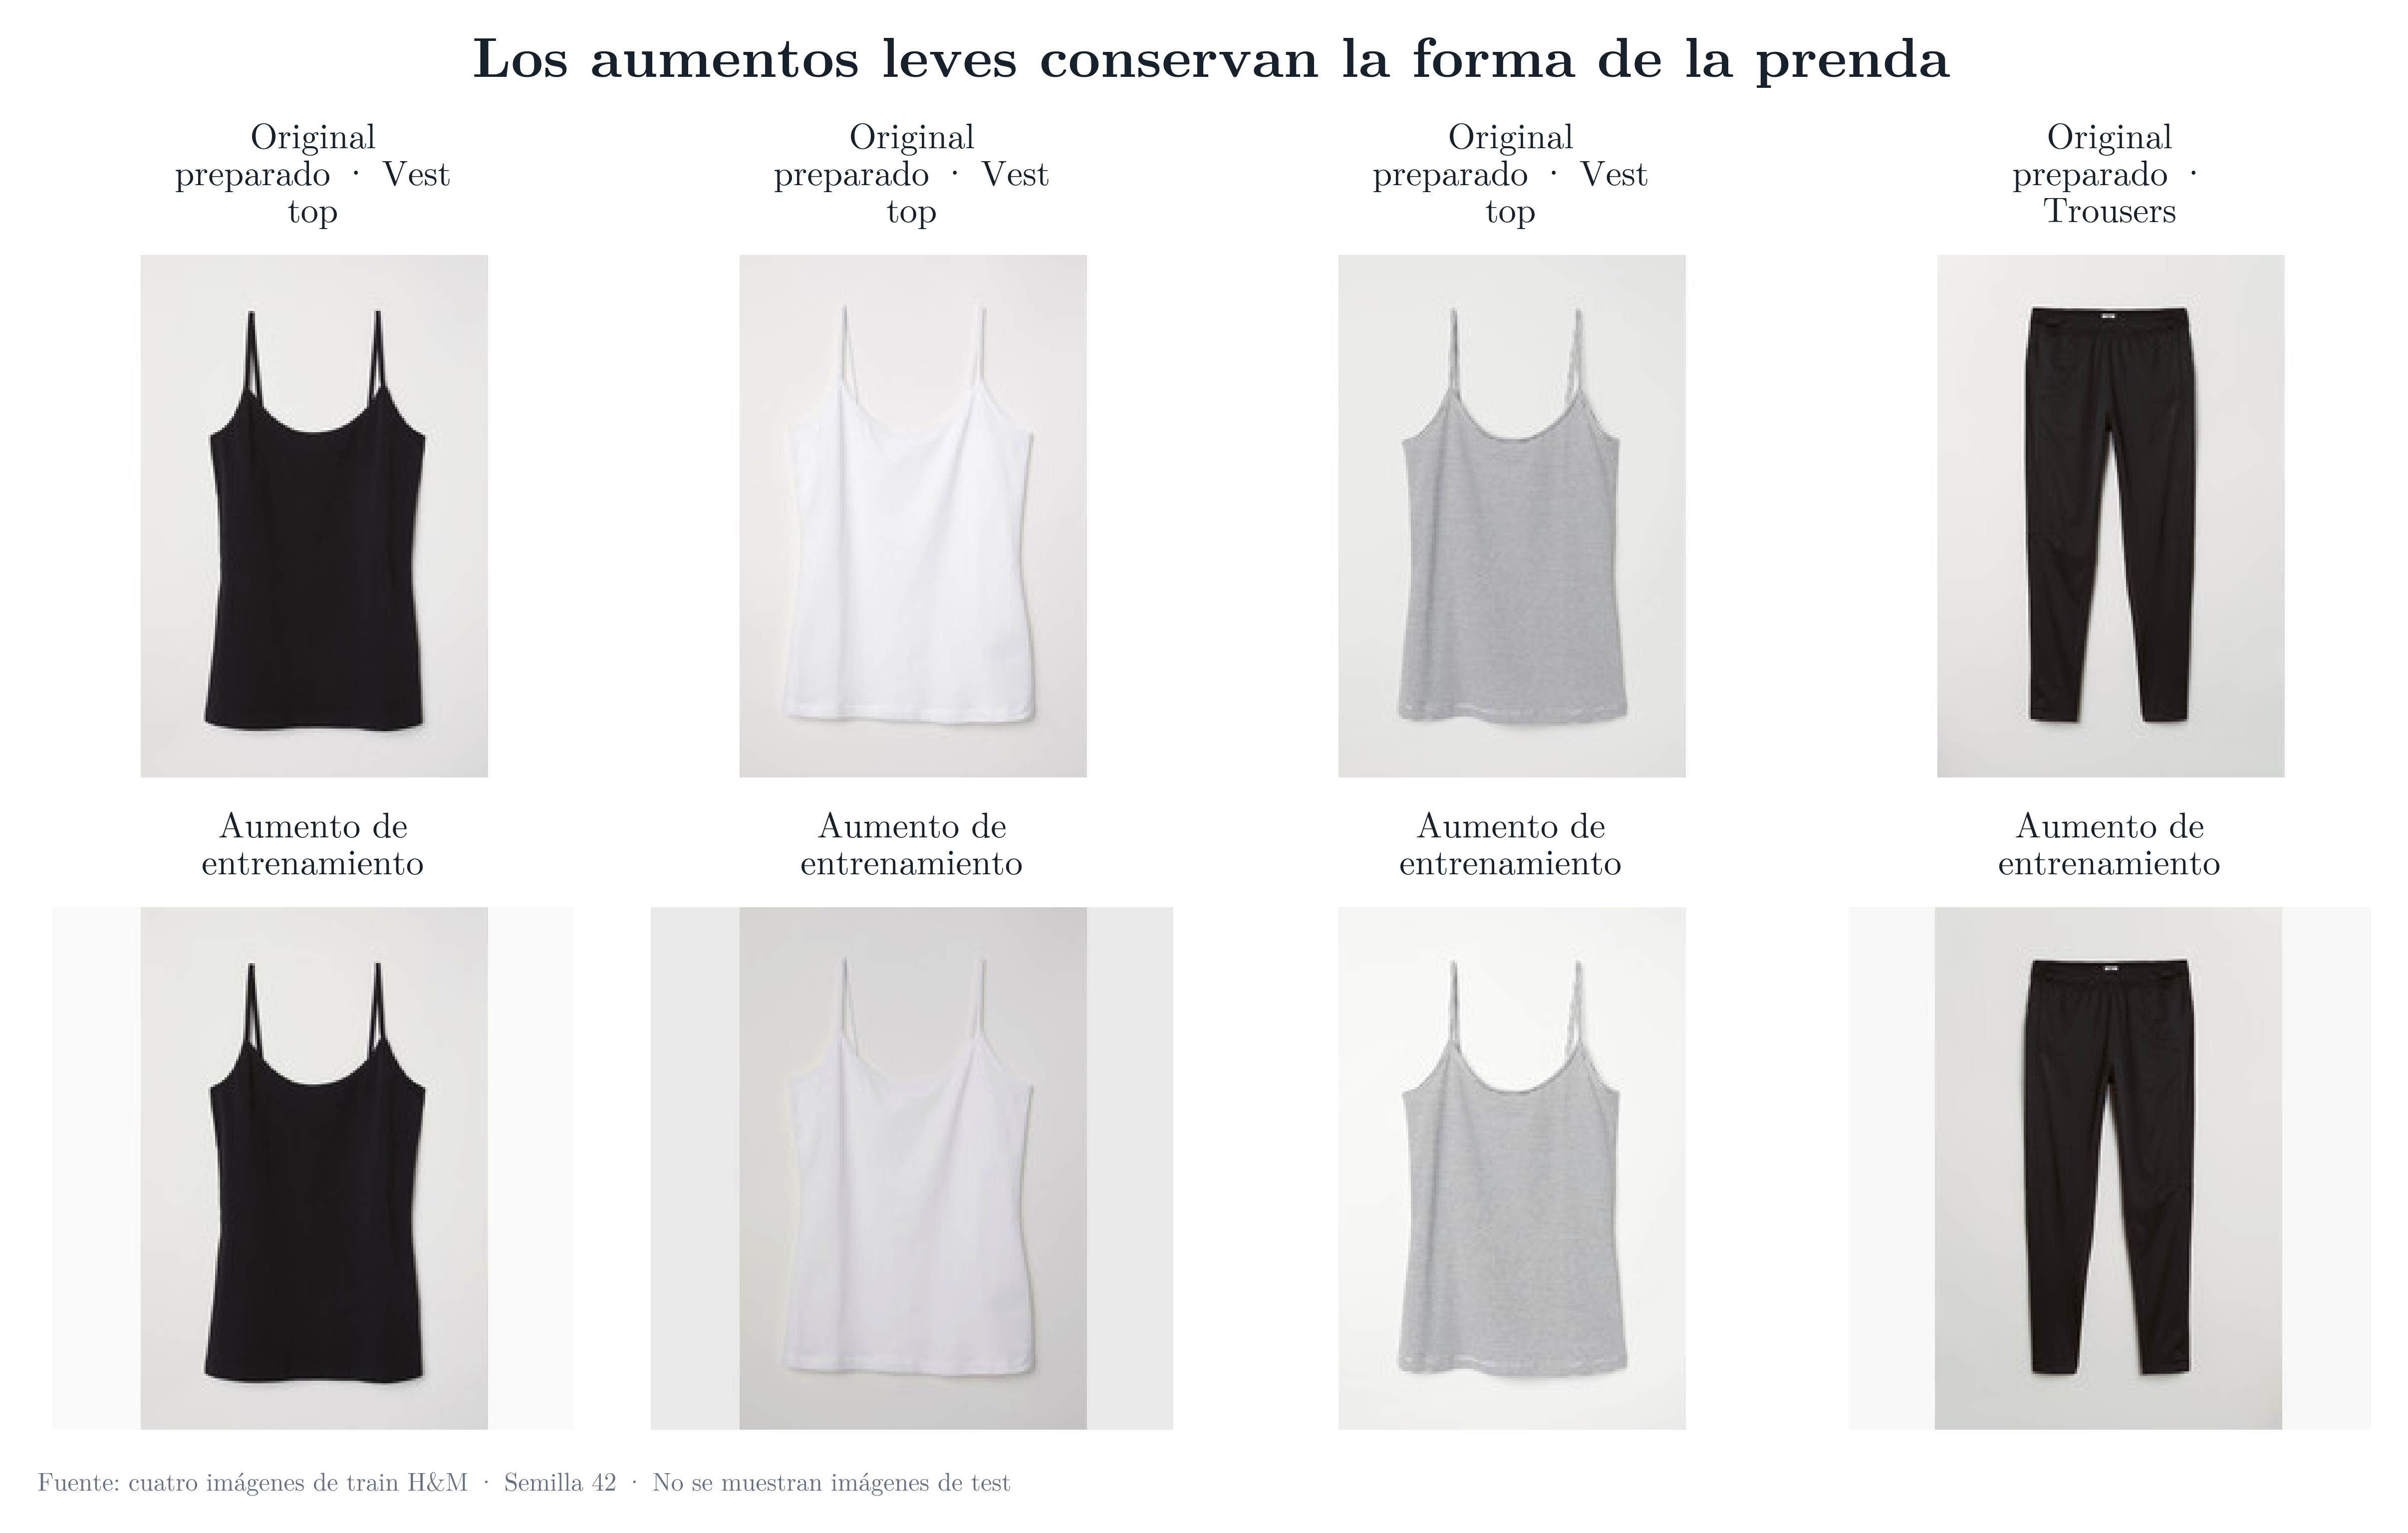 Los aumentos leves conservan la forma de la prenda
Original
preparado · Vest
top
Original
preparado · Vest
top
Original
preparado · Vest
top
Original
preparado ·
Trousers
Aumento de
entrenamiento
Aumento de
entrenamiento
Aumento de
entrenamiento
Aumento de
entrenamiento
Fuente: cuatro imágenes de train H&M · Semilla 42 · No se muestran imágenes de test